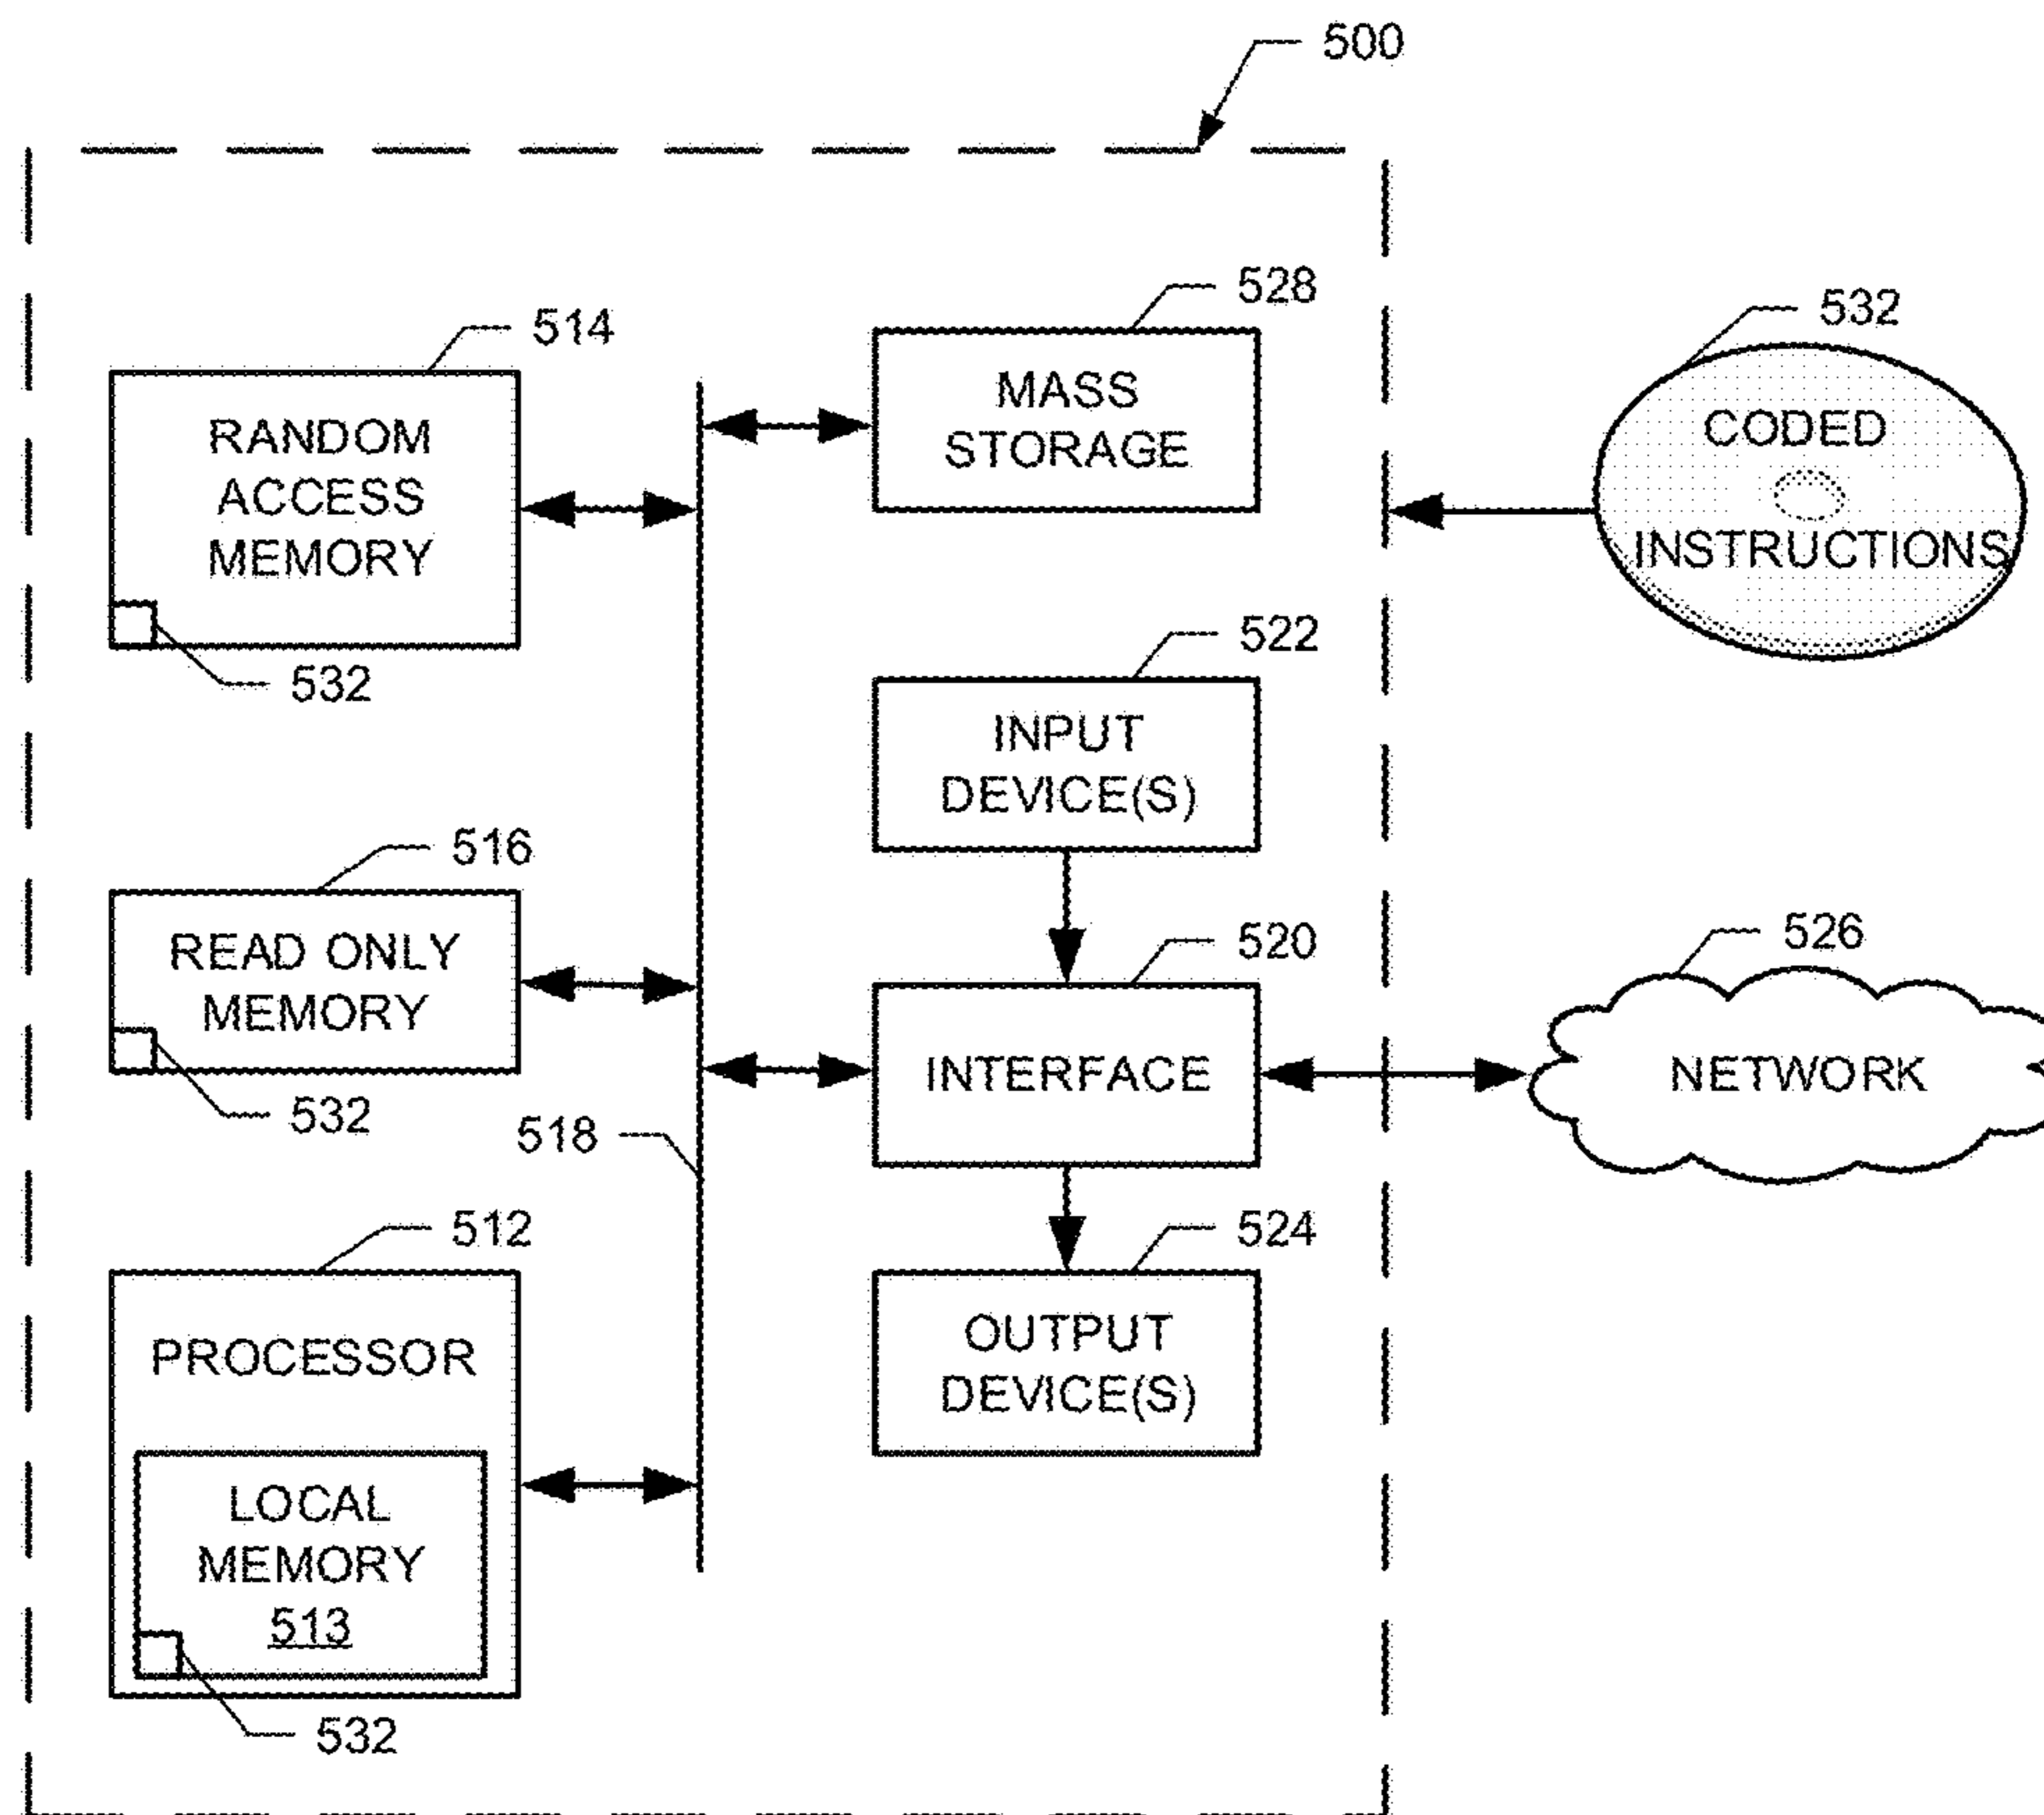 500
528
MASS
STORAGE
514
RANDOM
ACCESS
MEMORY
532
532
CODED
INSTRUCTIONS
522
INPUT
DEVICE(S)
516
READ ONLY
MEMORY
532
518
520
INTERFACE
526
NETWORK
512
PROCESSOR
LOCAL
MEMORY
513
532
524
OUTPUT
DEVICE(S)